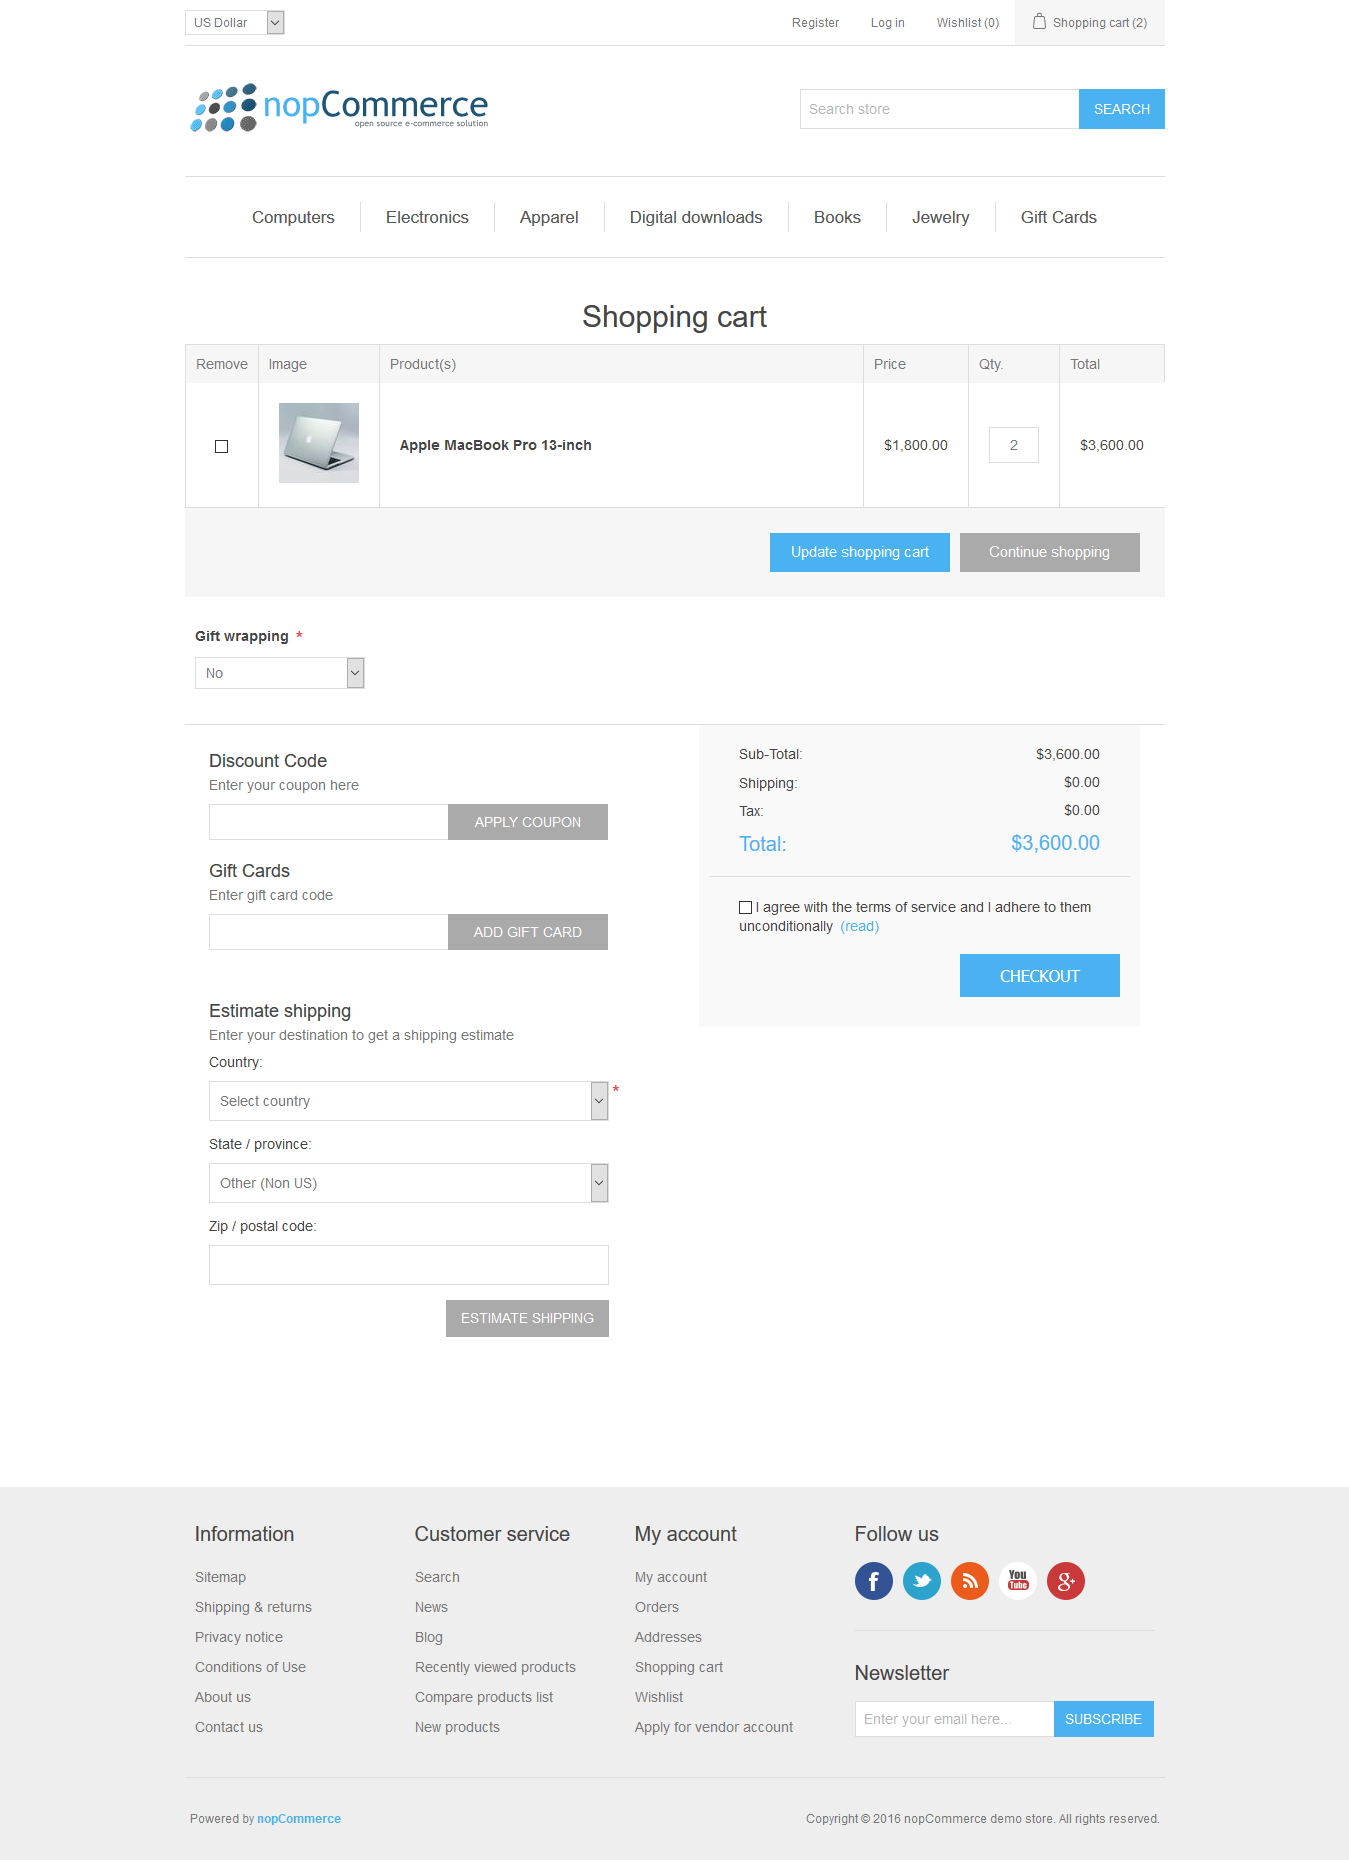 US Dollar
Register
Log in
Wishlist (0)
Shopping cart (2)
nopCommerce
open source e-commerce solution
Search store
SEARCH
Computers
Electronics
Apparel
Digital downloads
Books
Jewelry
Gift Cards
Shopping cart
Remove
Image
Product(s)
Price
Qty.
Total
Apple MacBook Pro 13-inch
$1,800.00
2
$3,600.00
Update shopping cart
Continue shopping
Gift wrapping *
No
Discount Code
Enter your coupon here
APPLY COUPON
Gift Cards
Enter gift card code
ADD GIFT CARD
Sub-Total: $3,600.00
Shipping: $0.00
Tax: $0.00
Total: $3,600.00
I agree with the terms of service and I adhere to them
unconditionally (read)
CHECKOUT
Estimate shipping
Enter your destination to get a shipping estimate
Country:
Select country *
State / province:
Other (Non US)
Zip / postal code:
ESTIMATE SHIPPING
Information
Sitemap
Shipping & returns
Privacy notice
Conditions of Use
About us
Contact us
Customer service
Search
News
Blog
Recently viewed products
Compare products list
New products
My account
My account
Orders
Addresses
Shopping cart
Wishlist
Apply for vendor account
Follow us
f
You
Tube
g+
Newsletter
Enter your email here...
SUBSCRIBE
Powered by nopCommerce
Copyright © 2016 nopCommerce demo store. All rights reserved.